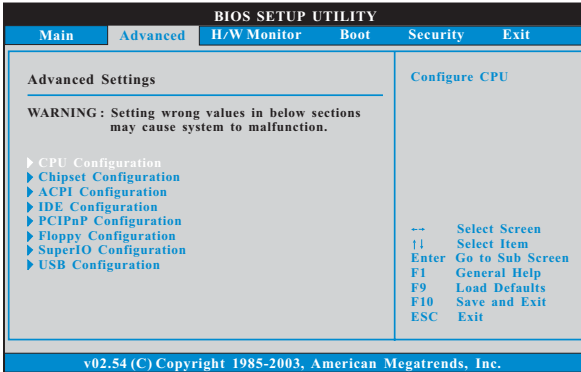 BIOS SETUP UTILITY
Main Advanced H/W Monitor Boot Security Exit
Advanced Settings
WARNING : Setting wrong values in below sections
may cause system to malfunction.
CPU Configuration
Chipset Configuration
ACPI Configuration
IDE Configuration
PCIPnP Configuration
Floppy Configuration
SuperIO Configuration
USB Configuration
Configure CPU
←→ Select Screen
↑↓ Select Item
Enter Go to Sub Screen
F1 General Help
F9 Load Defaults
F10 Save and Exit
ESC Exit
v02.54 (C) Copyright 1985-2003, American Megatrends, Inc.